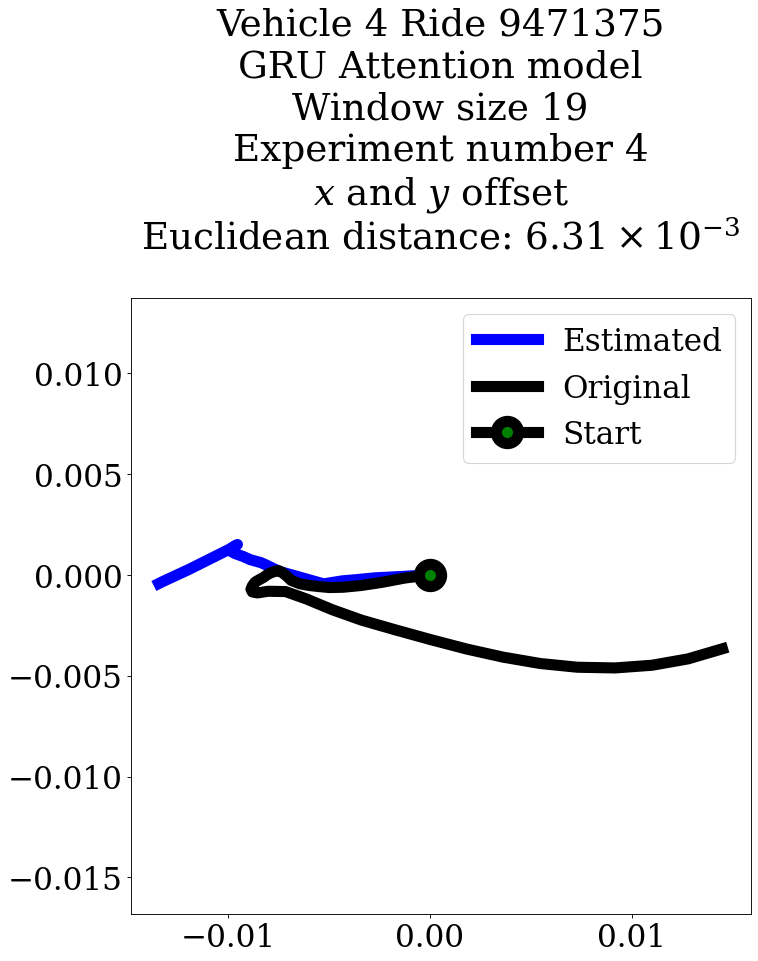 Vehicle 4 Ride 9471375
GRU Attention model
Window size 19
Experiment number 4
x and y offset
Euclidean distance: 6.31 × 10⁻³
Estimated
Original
Start
0.010
0.005
0.000
−0.005
−0.010
−0.015
−0.01
0.00
0.01